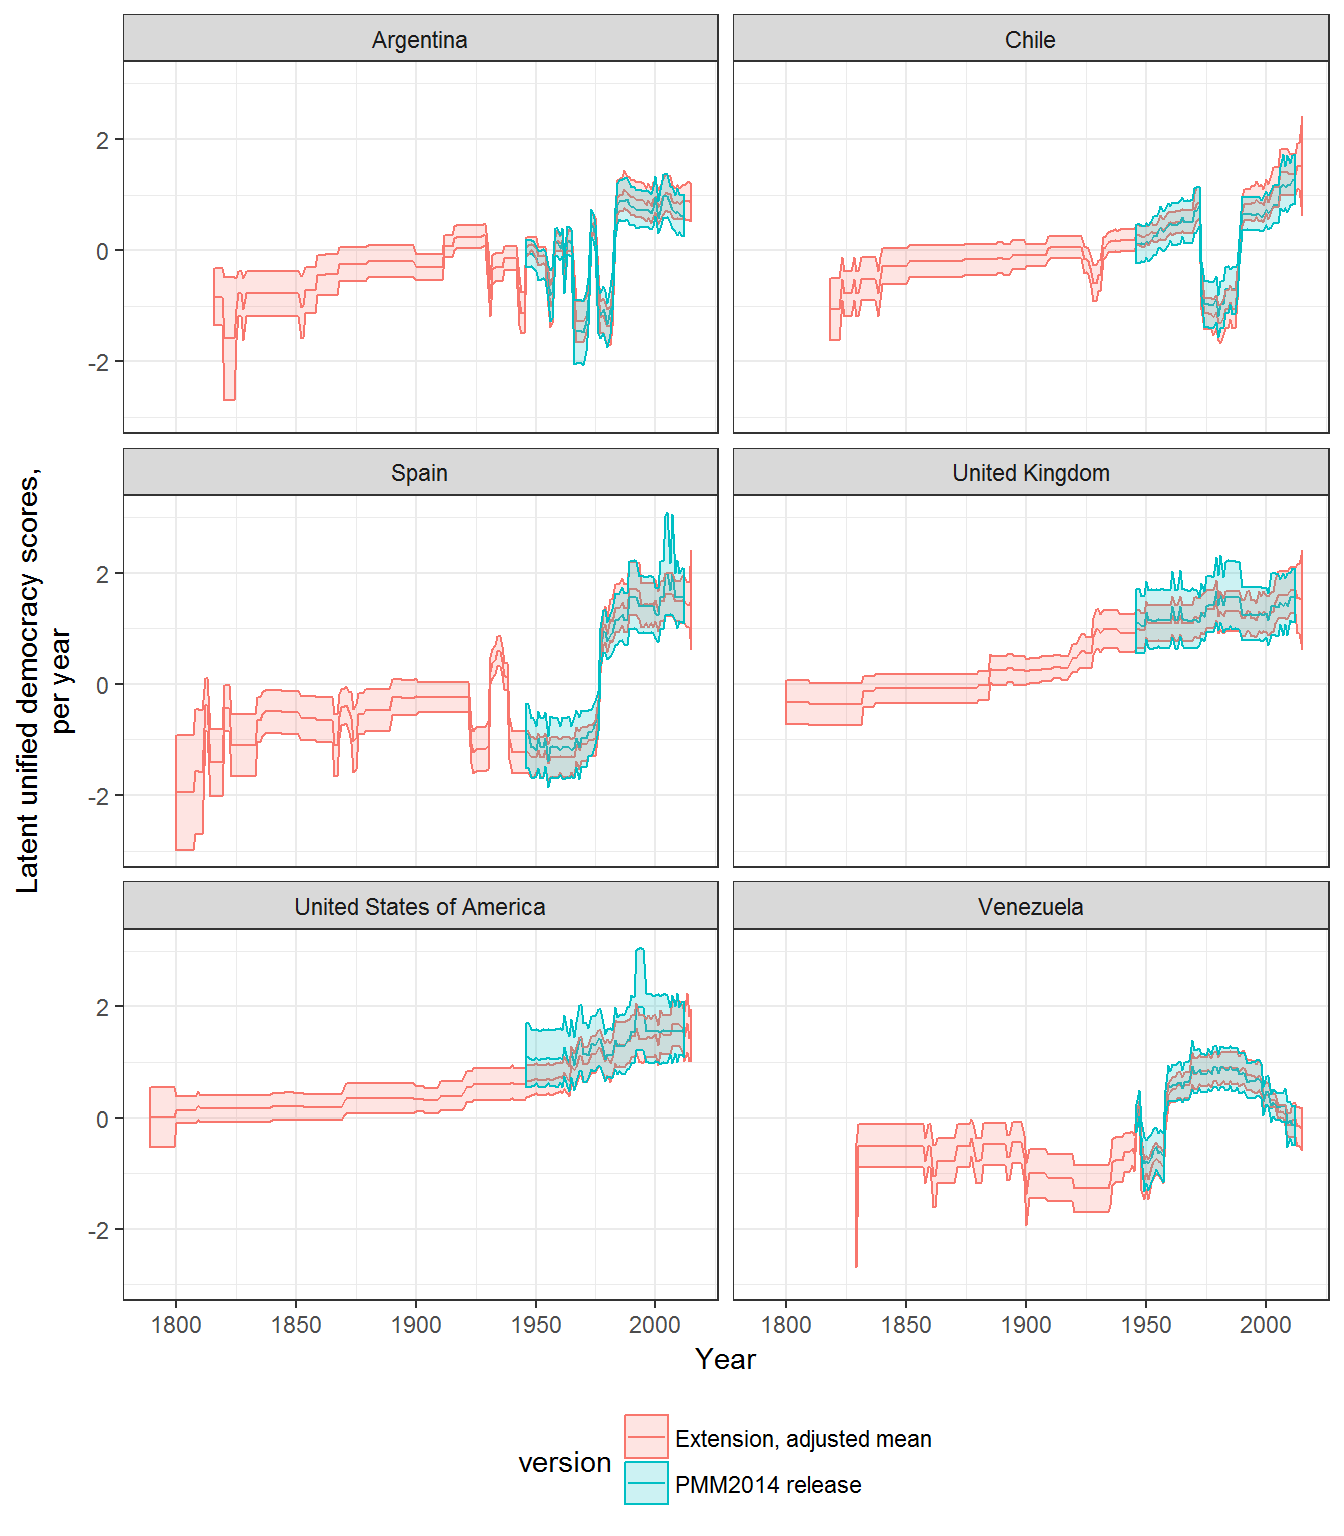 Argentina
Chile
2
0
-2
Spain
United Kingdom
2
0
-2
Latent unified democracy scores,
per year
United States of America
Venezuela
2
0
-2
1800 1850 1900 1950 2000
1800 1850 1900 1950 2000
Year
version
Extension, adjusted mean
PMM2014 release